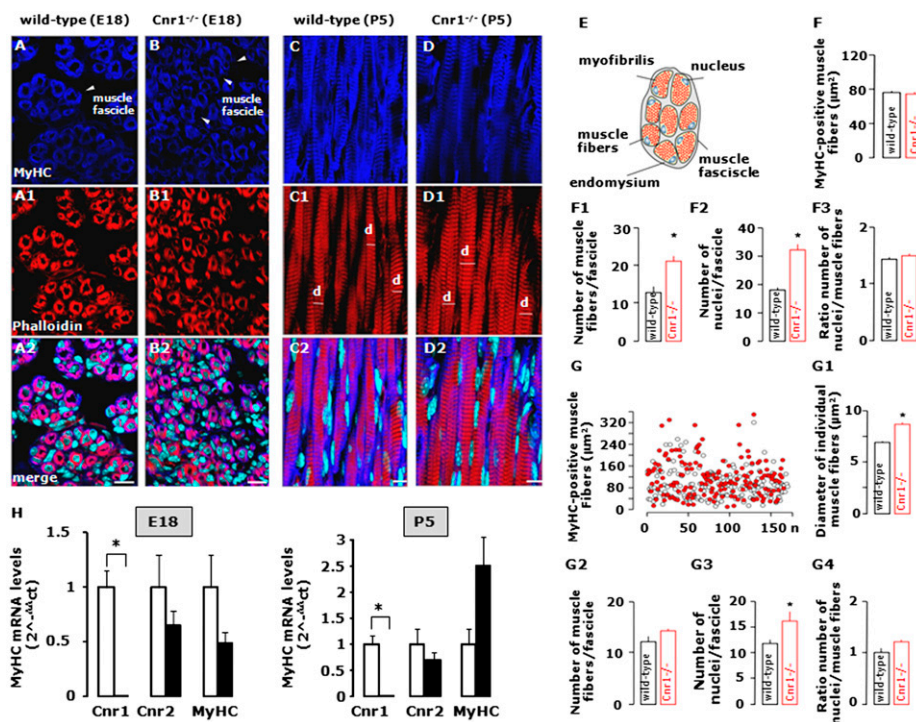 wild-type (E18)
Cnr1-/- (E18)
wild-type (P5)
Cnr1-/- (P5)
A
muscle
fascicle
MyHC
B
muscle
fascicle
C
D
A1
Phalloidin
B1
C1
d
d
d
D1
d
d
d
A2
merge
B2
C2
D2
E
myofibrilis
nucleus
muscle
fibers
muscle
fasciscle
endomysium
F
MyHC-positive muscle
fibers (µm²)
120
80
40
0
wild-type
Cnr1-/-
F1
Number of muscle
fibers/fascicle
30
20
10
0
*
wild-type
Cnr1-/-
F2
Number of
nuclei/fascicle
40
30
20
10
0
*
wild-type
Cnr1-/-
F3
Ratio number of
nuclei/muscle fibers
2
1
0
wild-type
Cnr1-/-
G
MyHC-positive muscle
Fibers (µm²)
320
240
160
80
0
0
50
100
150 n
G1
Diameter of individual
muscle fibers (µm²)
10
5
0
*
wild-type
Cnr1-/-
H
E18
MyHC mRNA levels
(2^-ΔΔct)
1.5
1
0.5
0
*
Cnr1
Cnr2
MyHC
P5
MyHC mRNA levels
(2^-ΔΔct)
3
2.5
2
1.5
1
0.5
0
*
Cnr1
Cnr2
MyHC
G2
Number of muscle
fibers/fascicle
20
15
10
5
0
wild-type
Cnr1-/-
G3
Number of
nuclei/fascicle
20
15
10
5
0
*
wild-type
Cnr1-/-
G4
Ratio number of
nuclei/muscle fibers
2
1
0
wild-type
Cnr1-/-